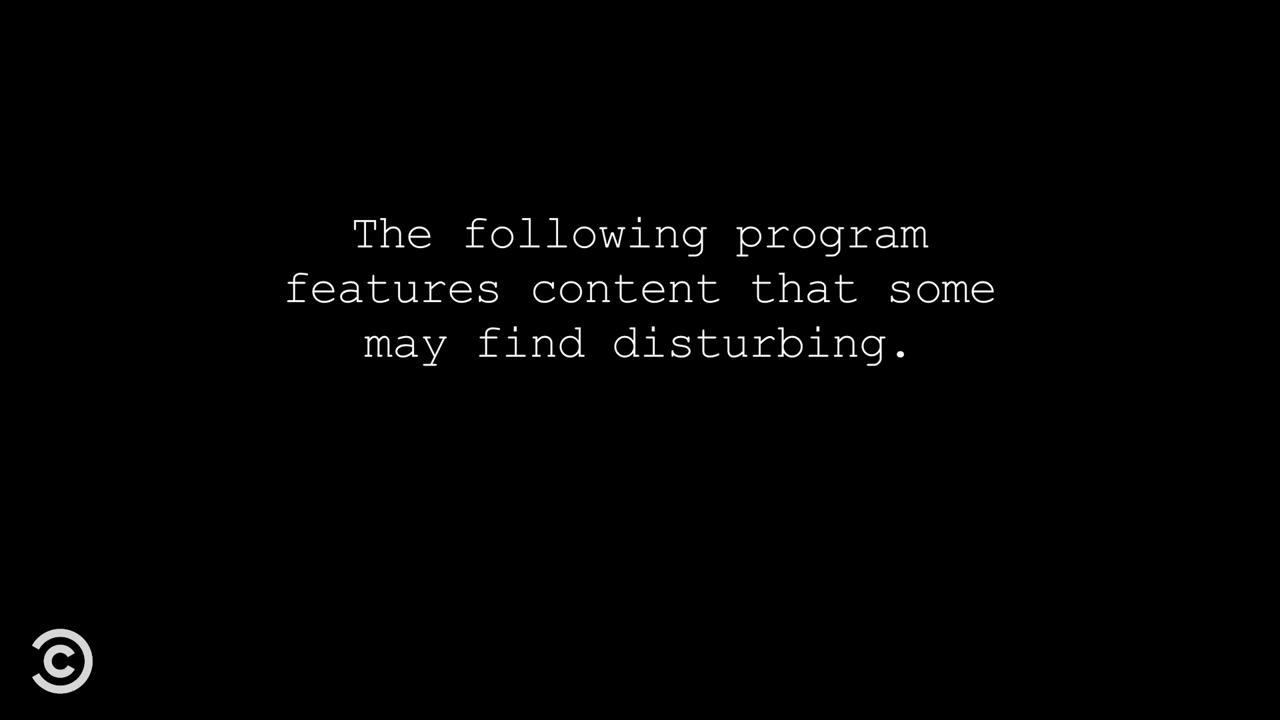 The following program
features content that some
may find disturbing.